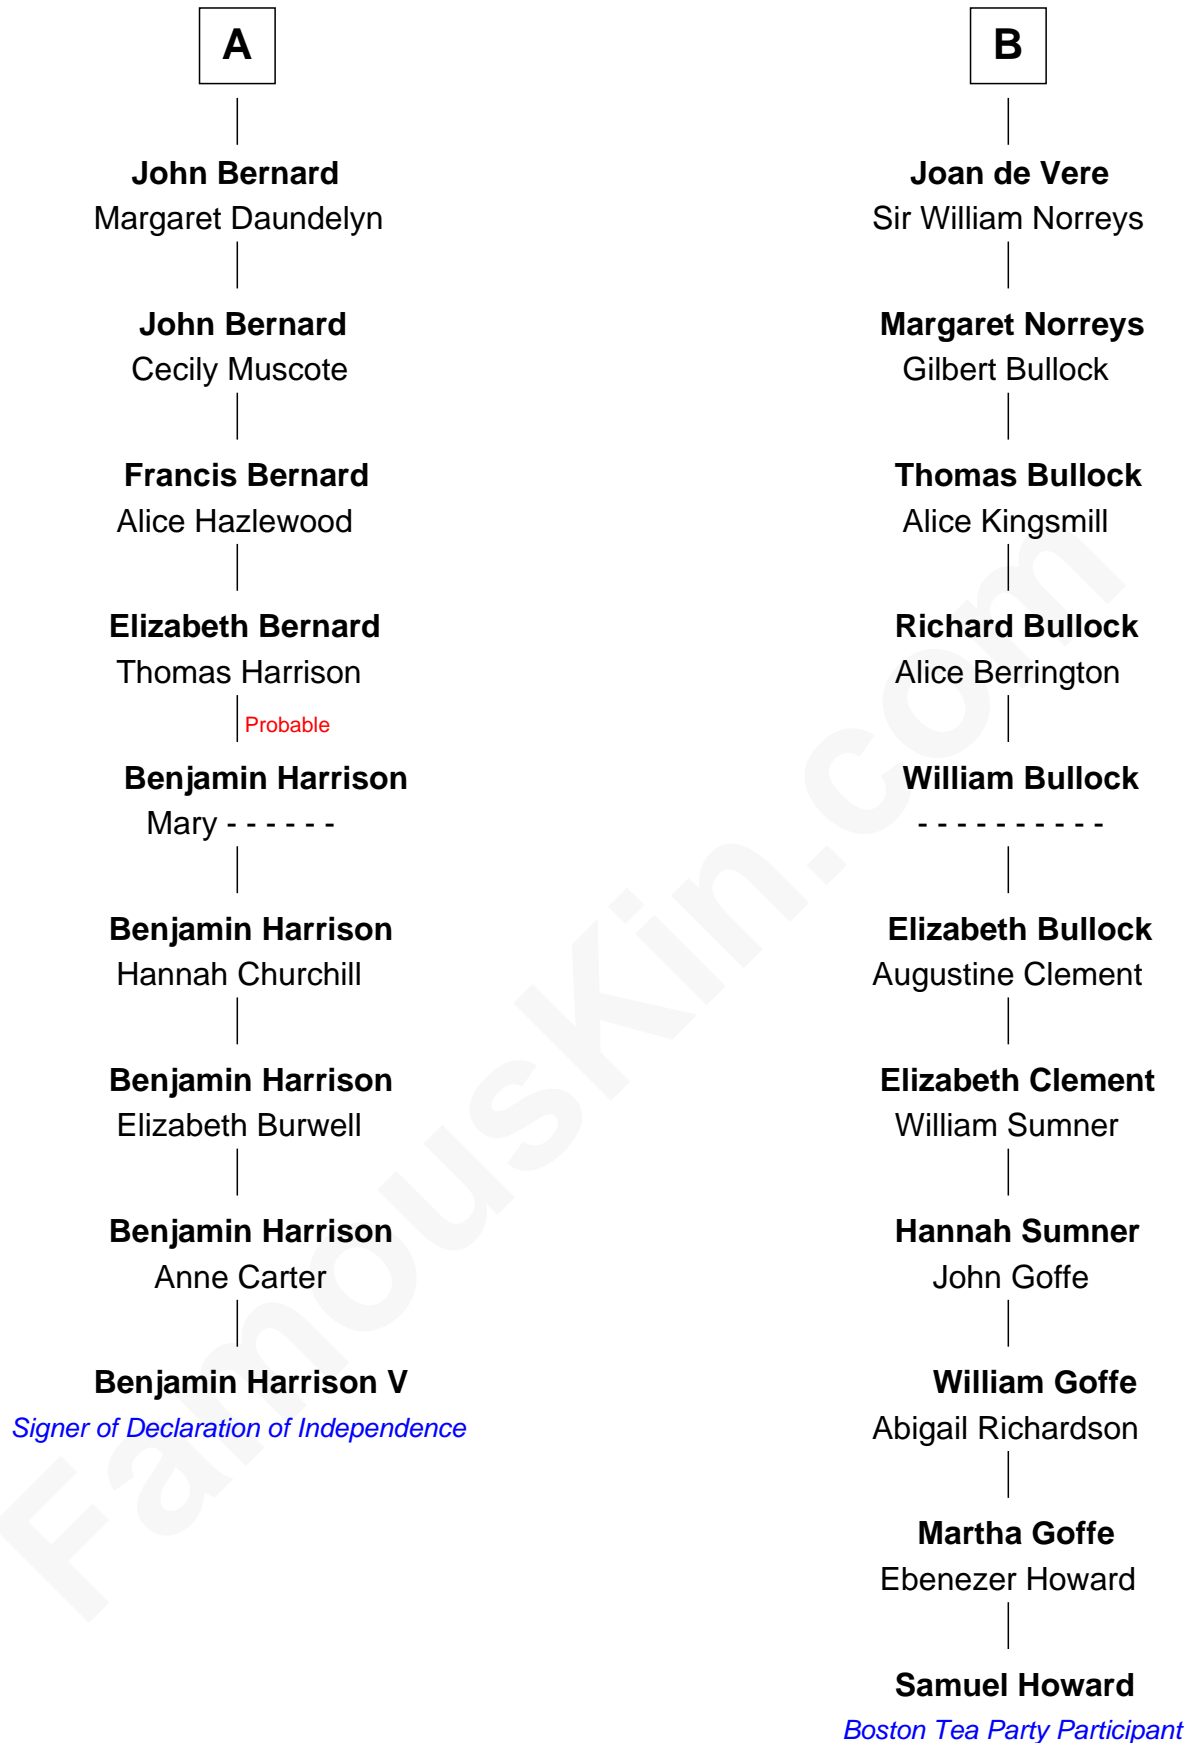 A
John Bernard
Margaret Daundelyn
John Bernard
Cecily Muscote
Francis Bernard
Alice Hazlewood
Elizabeth Bernard
Thomas Harrison
Probable
Benjamin Harrison
Mary - - - - - -
Benjamin Harrison
Hannah Churchill
Benjamin Harrison
Elizabeth Burwell
Benjamin Harrison
Anne Carter
Benjamin Harrison V
Signer of Declaration of Independence
B
Joan de Vere
Sir William Norreys
Margaret Norreys
Gilbert Bullock
Thomas Bullock
Alice Kingsmill
Richard Bullock
Alice Berrington
William Bullock
- - - - - - - - - -
Elizabeth Bullock
Augustine Clement
Elizabeth Clement
William Sumner
Hannah Sumner
John Goffe
William Goffe
Abigail Richardson
Martha Goffe
Ebenezer Howard
Samuel Howard
Boston Tea Party Participant
FamousKin.com